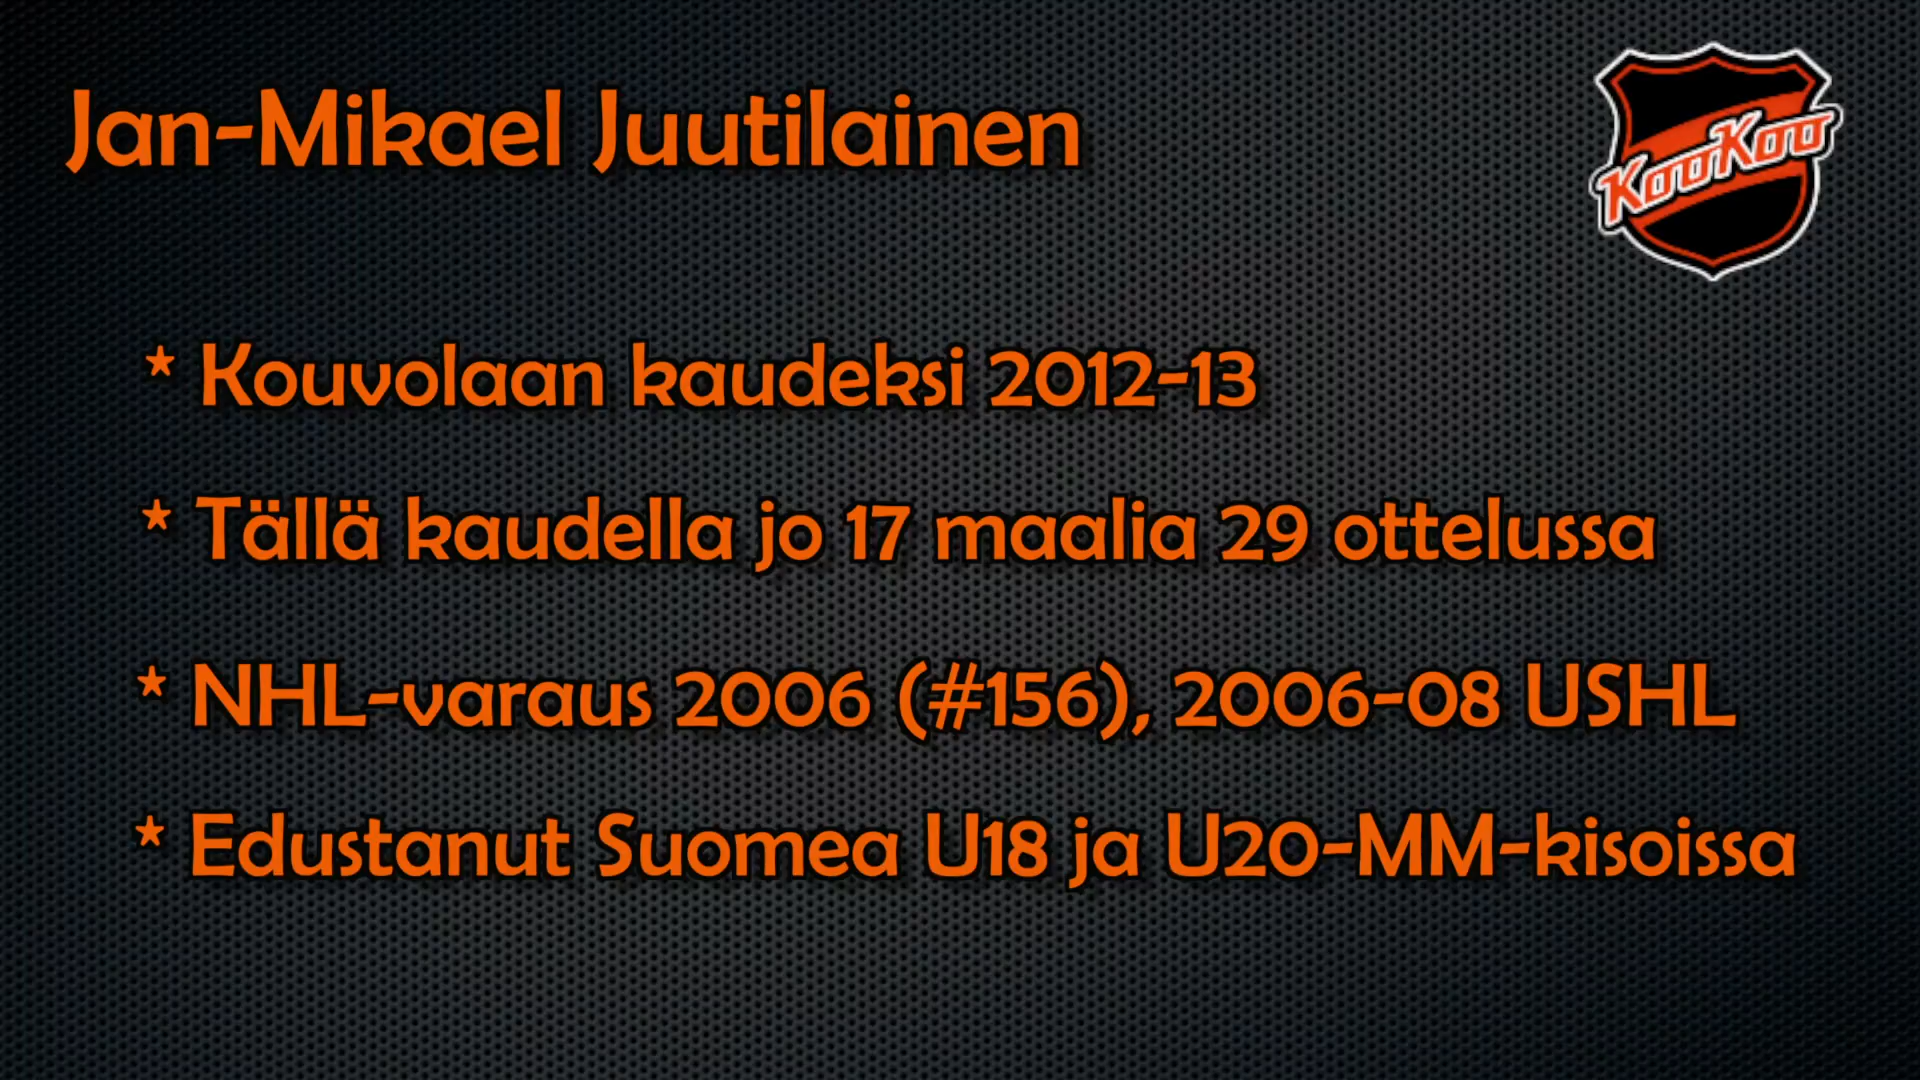 Jan-Mikael Juutilainen
KooKoo
* Kouvolaan kaudeksi 2012-13
* Tällä kaudella jo 17 maalia 29 ottelussa
* NHL-varaus 2006 (#156), 2006-08 USHL
* Edustanut Suomea U18 ja U20-MM-kisoissa